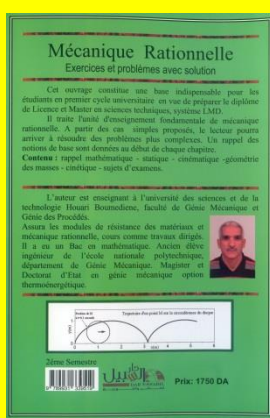 Mécanique Rationnelle
Exercices et problèmes avec solution
Cet ouvrage constitue une base indispensable pour les
étudiants en premier cycle universitaire en vue de préparer le diplôme
de Licence et Master en sciences techniques, système LMD.
Il traite l'unité d'enseignement fondamentale de mécanique
rationnelle. A partir des cas simples proposés, le lecteur pourra
arriver à résoudre des problèmes plus complexes. Un rappel des
notions de base sont données au début de chaque chapitre.
Contenu : rappel mathématique - statique - cinématique -géométrie
des masses - cinétique - sujets d'examens.
L'auteur est enseignant à l'université des sciences et de la
technologie Houari Boumediene, faculté de Génie Mécanique et
Génie des Procédés.
Assura les modules de résistance des matériaux et
mécanique rationnelle, cours comme travaux dirigés.
Il a eu un Bac en mathématique. Ancien élève
ingénieur de l'école nationale polytechnique,
département de Génie Mécanique. Magister et
Doctorat d'Etat en génie mécanique option
thermoénergétique.
2ème Semestre
Prix: 1750 DA